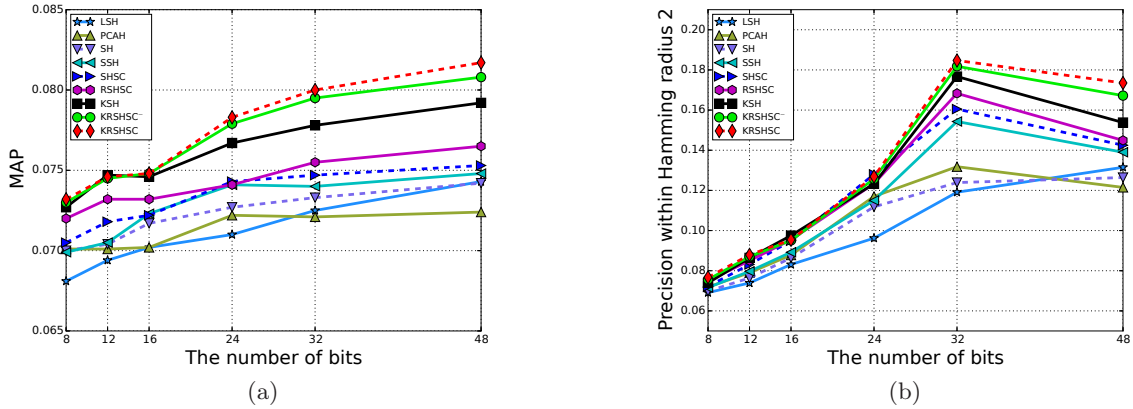 0.085
0.080
0.075
0.070
0.065
MAP
LSH
PCAH
SH
SSH
SHSC
RSHSC
KSH
KRSHSC⁻
KRSHSC
8 12 16 24 32 48
The number of bits
(a)
0.20
0.18
0.16
0.14
0.12
0.10
0.08
0.06
Precision within Hamming radius 2
LSH
PCAH
SH
SSH
SHSC
RSHSC
KSH
KRSHSC⁻
KRSHSC
8 12 16 24 32 48
The number of bits
(b)